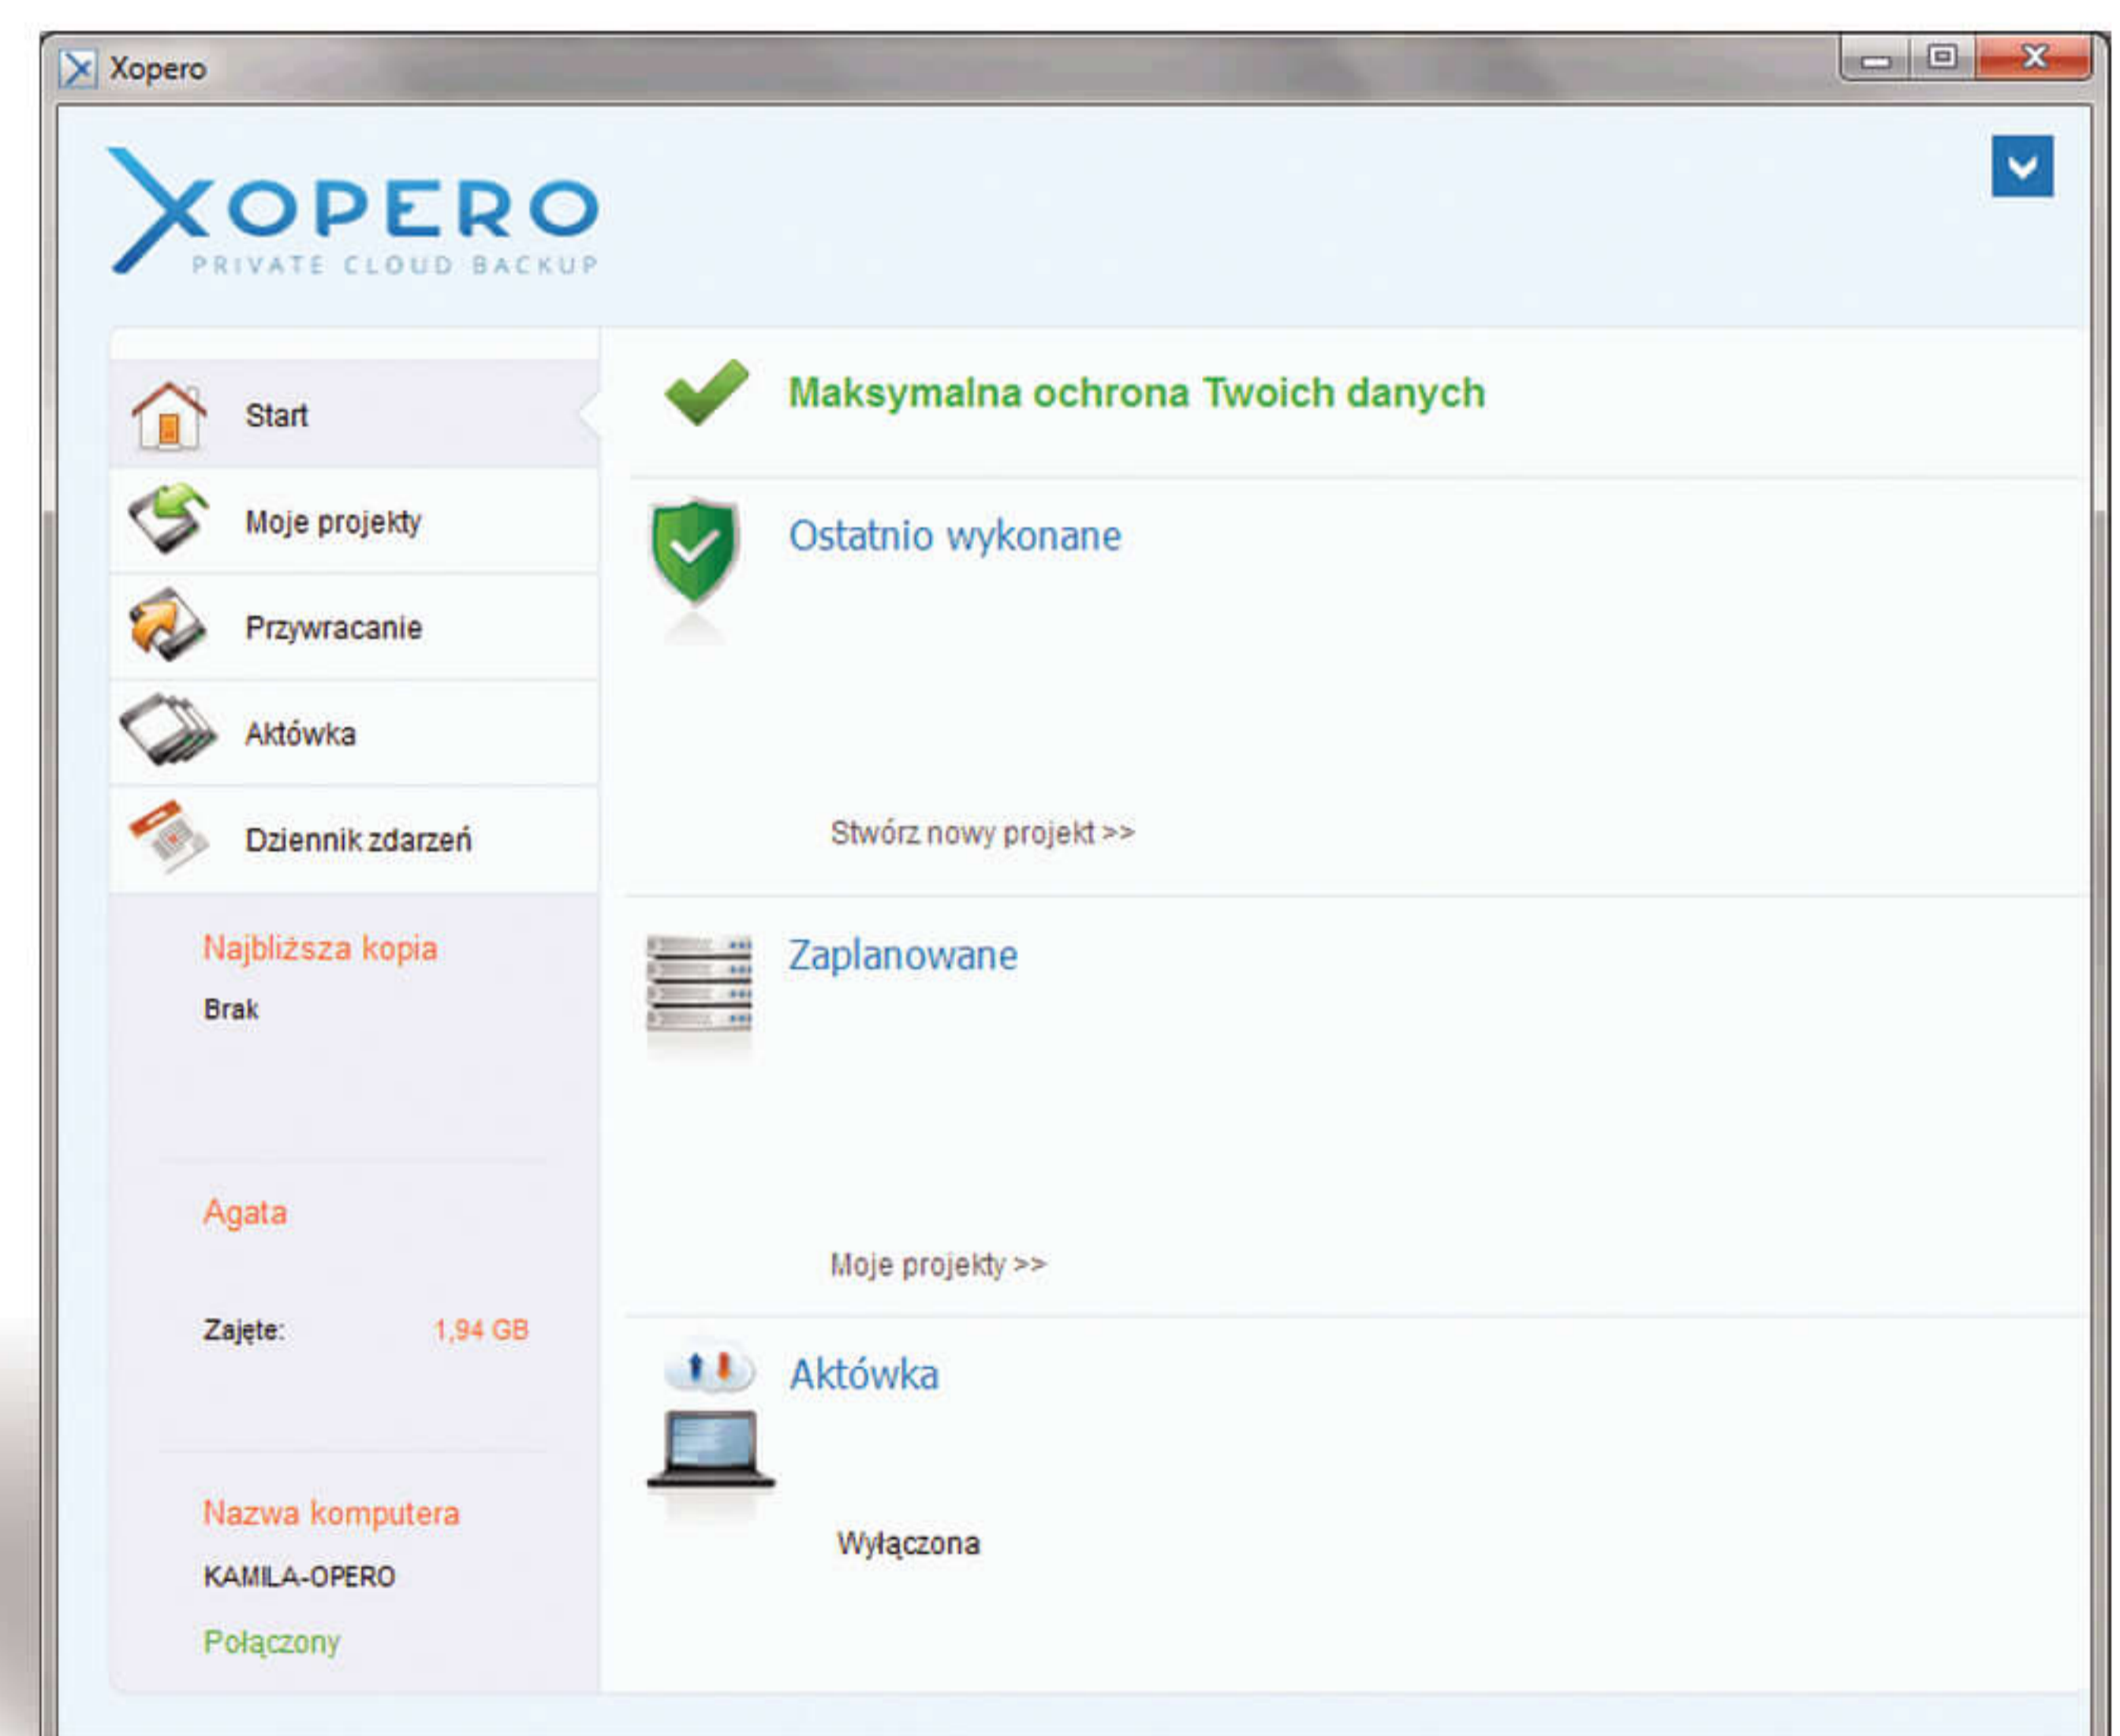 Xopero
XOPERO
PRIVATE CLOUD BACKUP
Start
Moje projekty
Przywracanie
Aktówka
Dziennik zdarzeń
Najbliższa kopia
Brak
Agata
Zajęte: 1,94 GB
Nazwa komputera
KAMILA-OPERO
Połączony
Maksymalna ochrona Twoich danych
Ostatnio wykonane
Stwórz nowy projekt >>
Zaplanowane
Moje projekty >>
Aktówka
Wyłączona